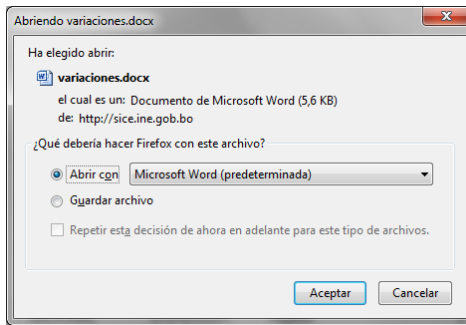 Abriendo variaciones.docx
Ha elegido abrir:
variaciones.docx
el cual es un: Documento de Microsoft Word (5,6 KB)
de: http://sice.ine.gob.bo
¿Qué debería hacer Firefox con este archivo?
Abrir con Microsoft Word (predeterminada)
Guardar archivo
Repetir esta decisión de ahora en adelante para este tipo de archivos.
Aceptar Cancelar